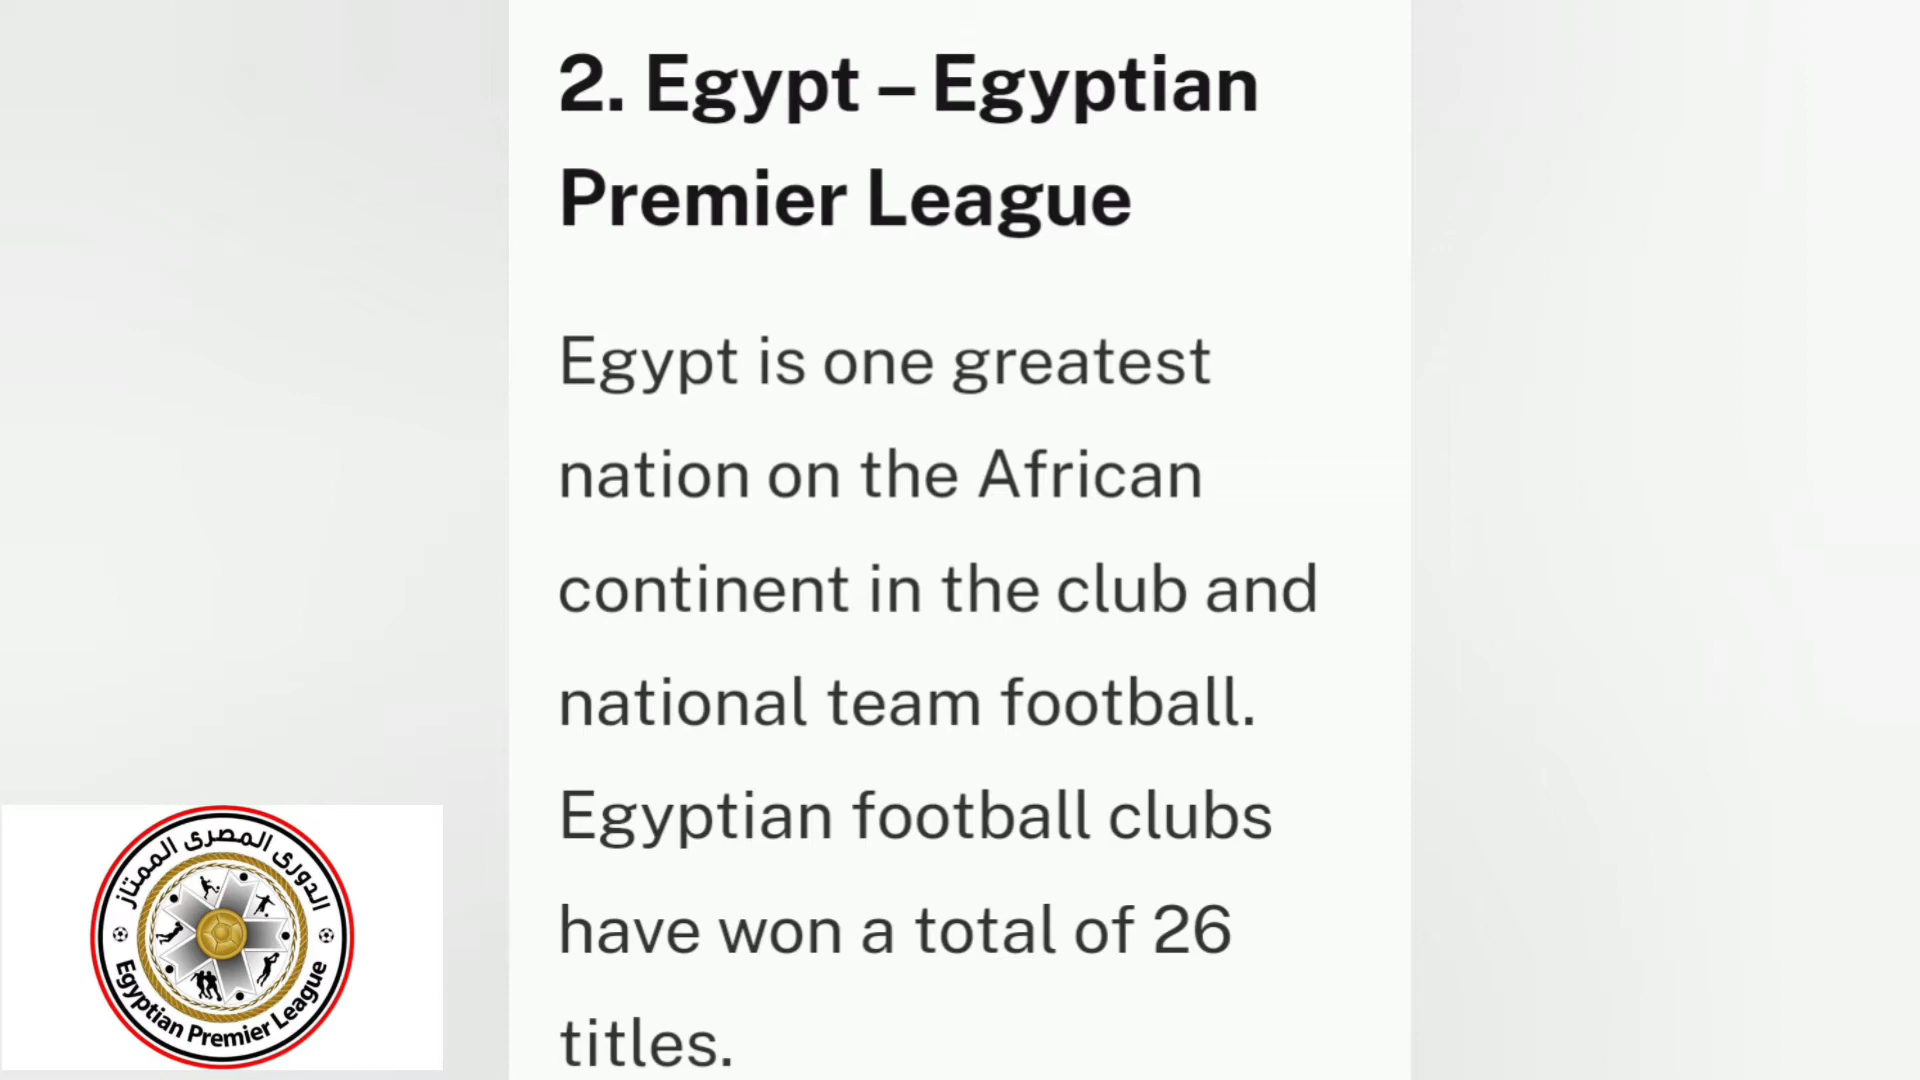 2. Egypt – Egyptian
Premier League
Egypt is one greatest
nation on the African
continent in the club and
national team football.
Egyptian football clubs
have won a total of 26
titles.
الدورى المصرى الممتاز
Egyptian Premier League